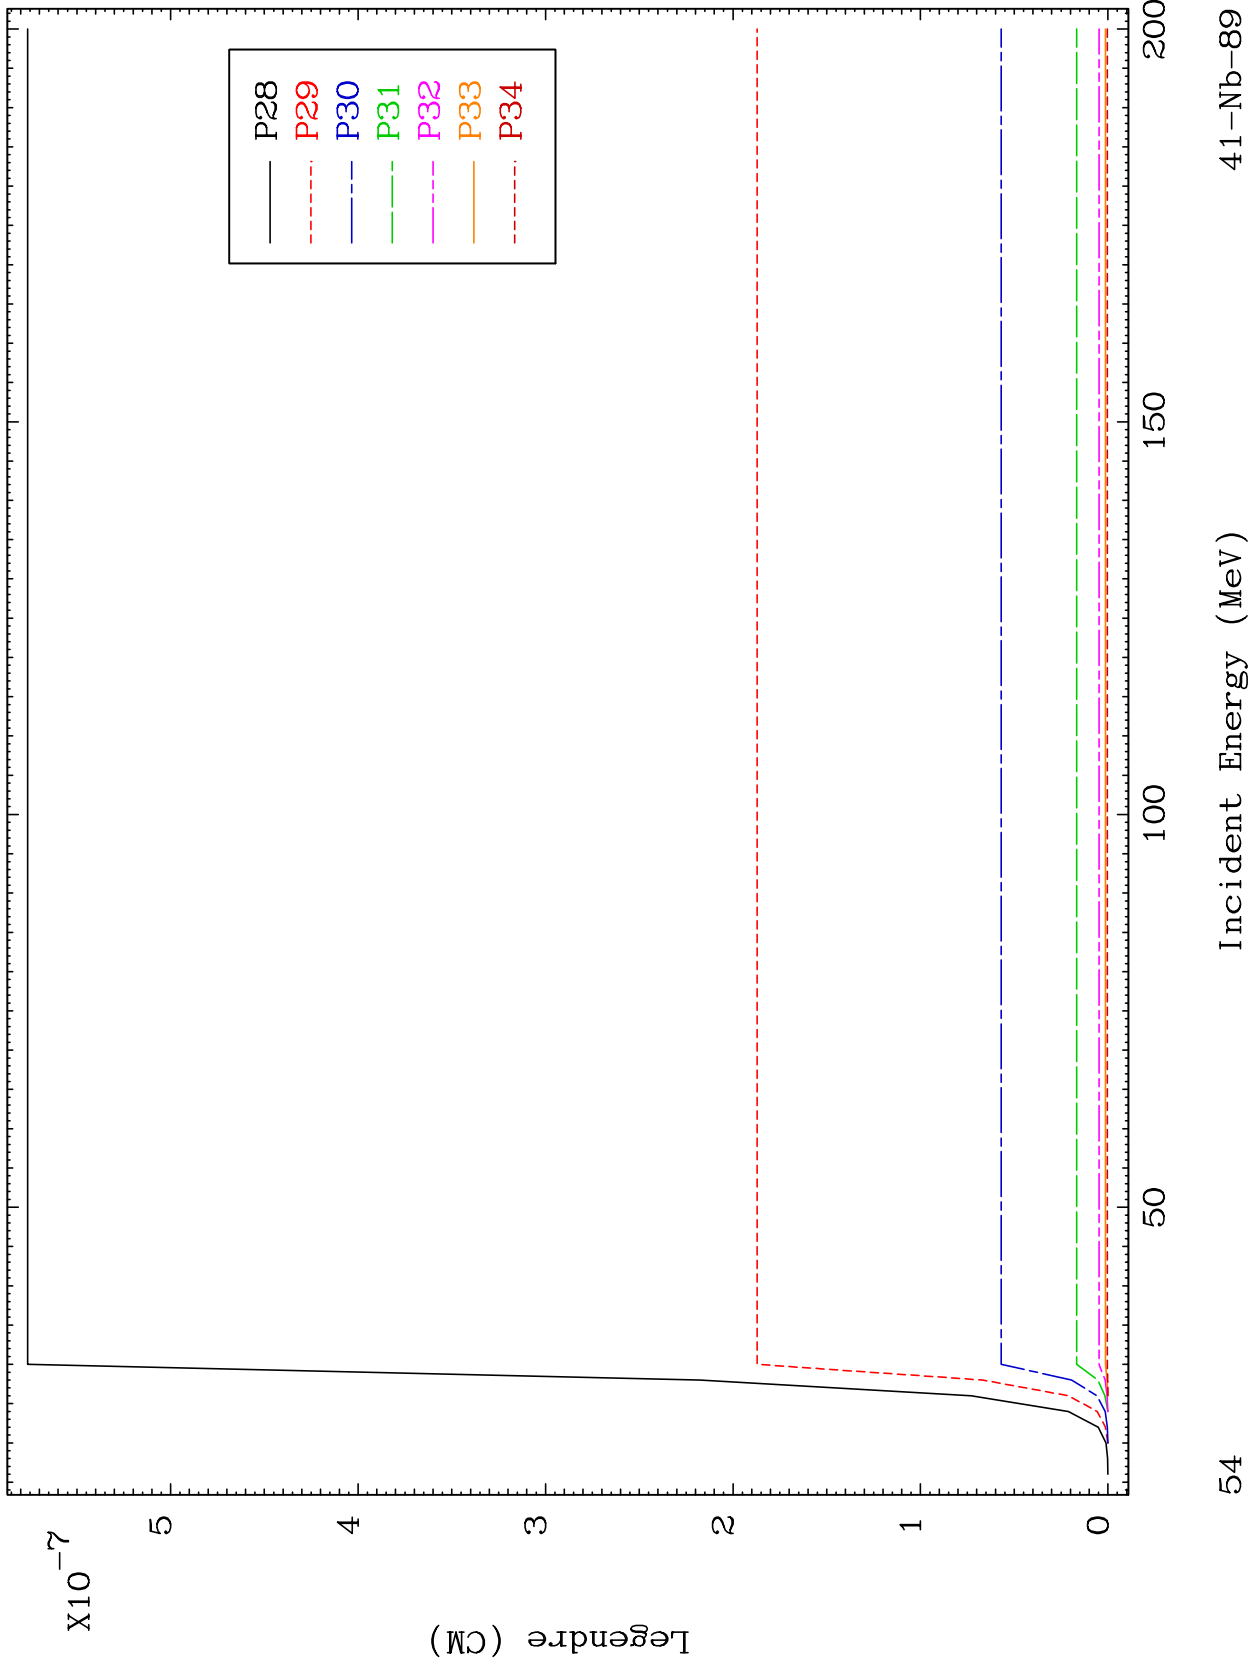 X10-7
5
4
3
2
1
0
Legendre (CM)
P28
P29
P30
P31
P32
P33
P34
50
100
150
200
Incident Energy (MeV)
54
41-Nb-89